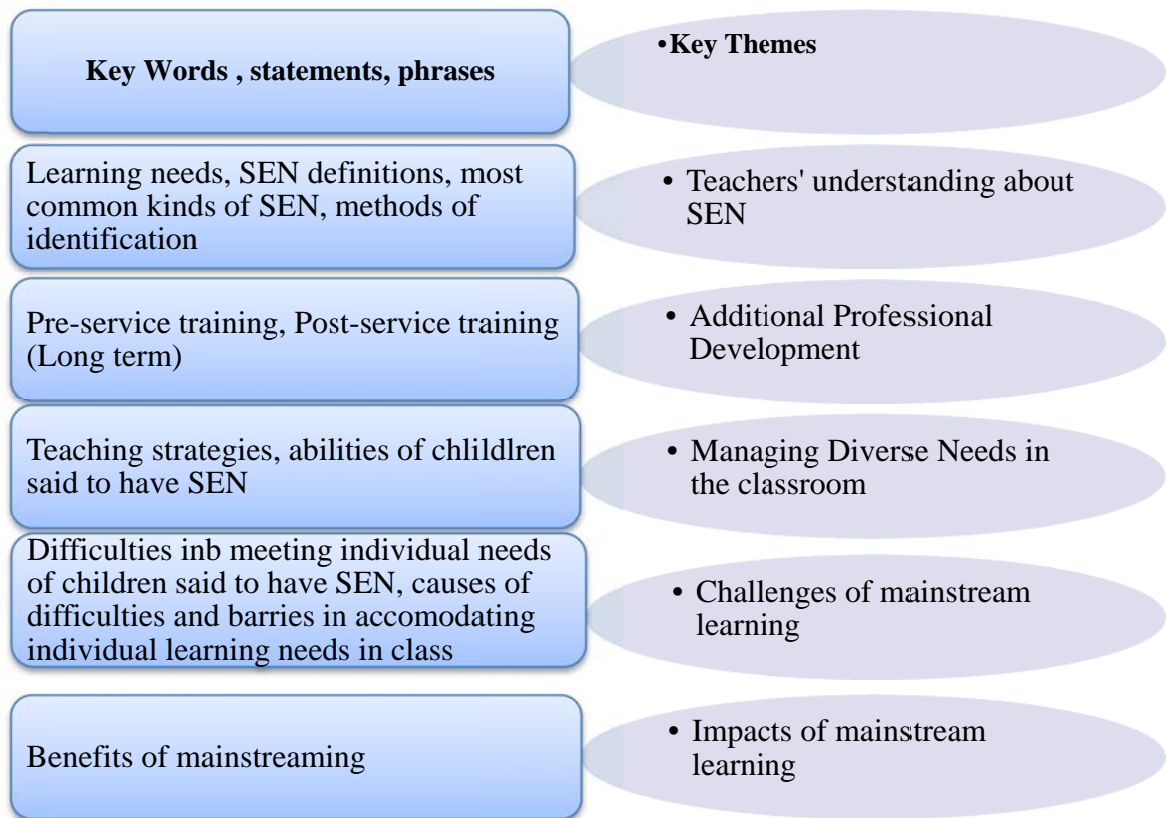 Key Words , statements, phrases
•Key Themes
Learning needs, SEN definitions, most
common kinds of SEN, methods of
identification
• Teachers' understanding about
SEN
Pre-service training, Post-service training
(Long term)
• Additional Professional
Development
Teaching strategies, abilities of chlildlren
said to have SEN
• Managing Diverse Needs in
the classroom
Difficulties inb meeting individual needs
of children said to have SEN, causes of
difficulties and barries in accomodating
individual learning needs in class
• Challenges of mainstream
learning
Benefits of mainstreaming
• Impacts of mainstream
learning